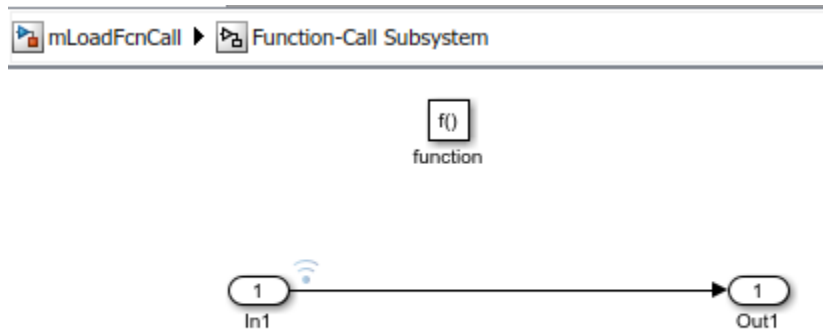 mLoadFcnCall Function-Call Subsystem
f()
function
1
In1
1
Out1